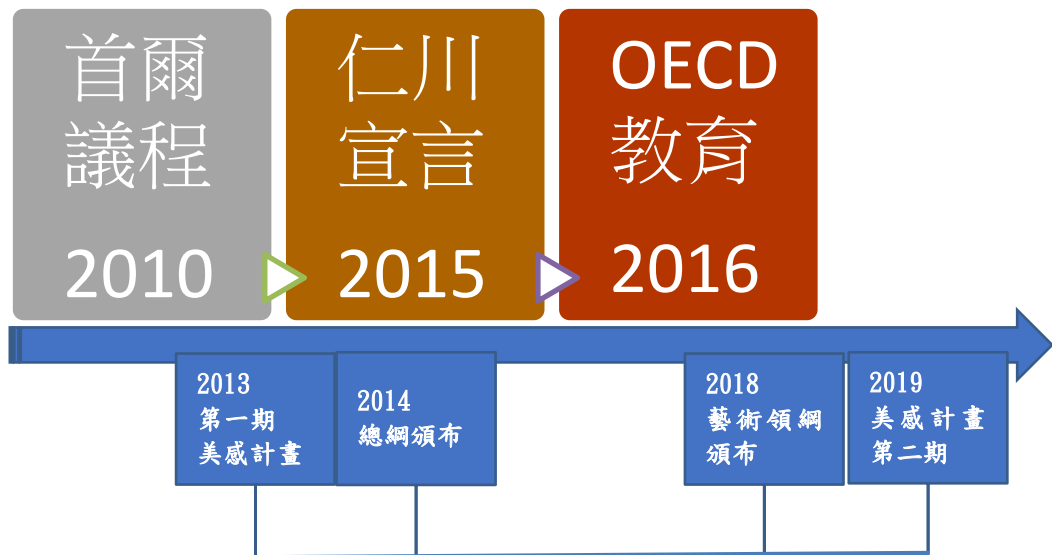 首爾
議程
2010
仁川
宣言
2015
OECD
教育
2016
2013
第一期
美感計畫
2014
總綱頒布
2018
藝術領綱
頒布
2019
美感計畫
第二期